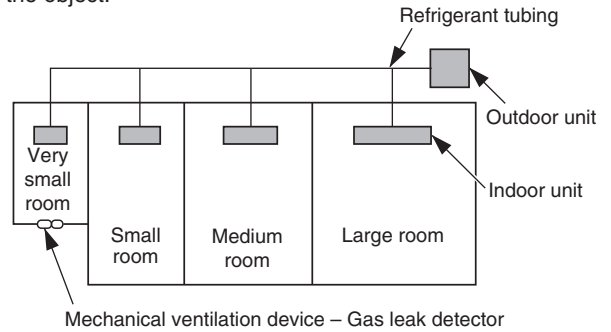 the object.
Refrigerant tubing
Outdoor unit
Indoor unit
Very
small
room
Small
room
Medium
room
Large room
Mechanical ventilation device – Gas leak detector